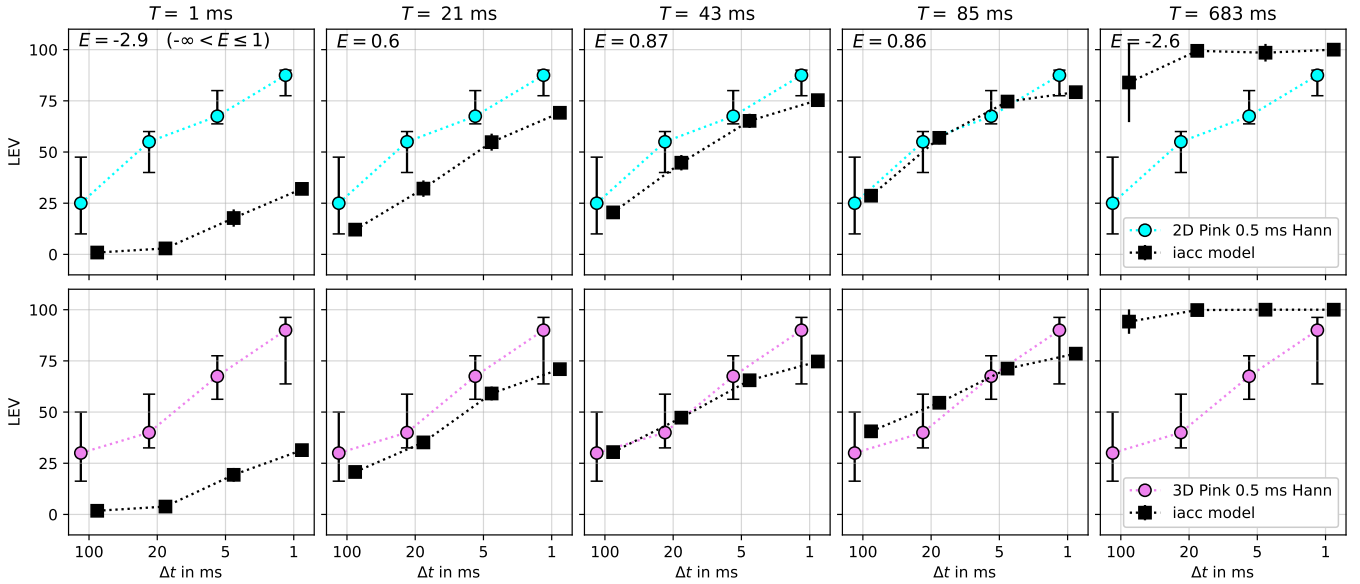 T = 1 ms
T = 21 ms
T = 43 ms
T = 85 ms
T = 683 ms
E = -2.9 (-∞ < E ≤ 1)
E = 0.6
E = 0.87
E = 0.86
E = -2.6
LEV
100
75
50
25
0
2D Pink 0.5 ms Hann
iacc model
LEV
100
75
50
25
0
3D Pink 0.5 ms Hann
iacc model
100 20 5 1
100 20 5 1
100 20 5 1
100 20 5 1
100 20 5 1
Δt in ms
Δt in ms
Δt in ms
Δt in ms
Δt in ms